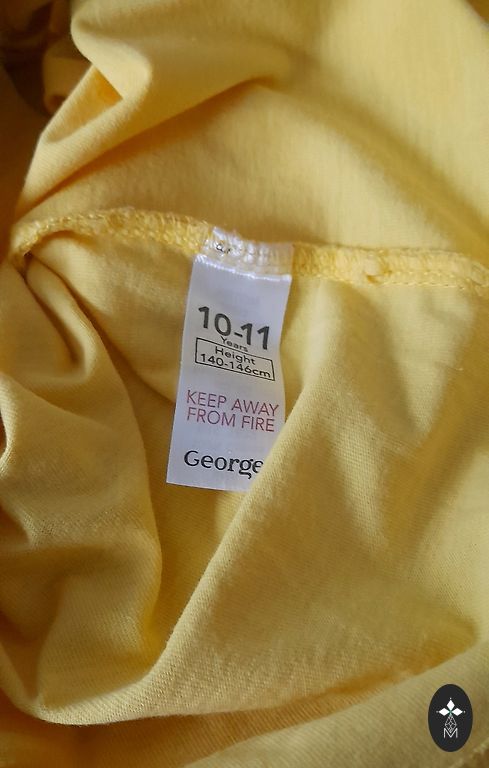 10-11
Years
Height
140-146cm
KEEP AWAY
FROM FIRE
George